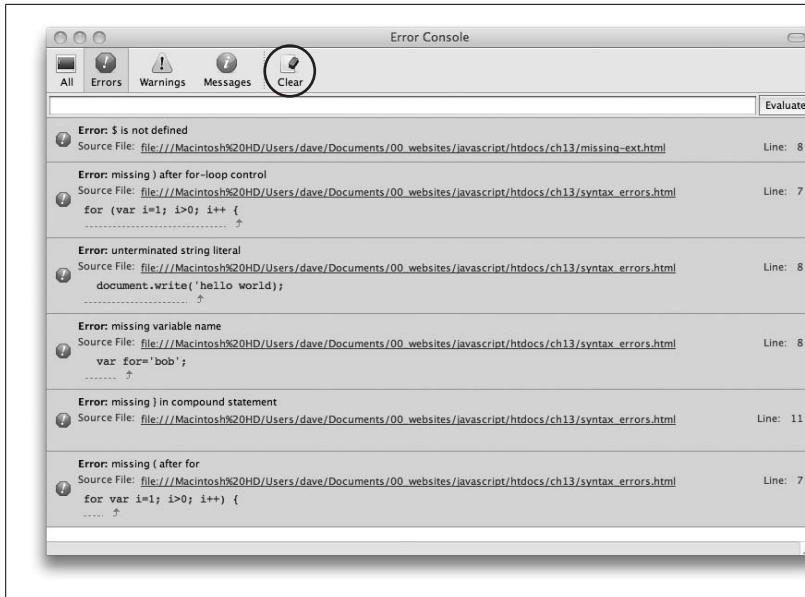 Error Console
All Errors Warnings Messages Clear
Evaluate
Error: $ is not defined
Source File: file:///Macintosh%20HD/Users/dave/Documents/00_websites/javascript/htdocs/ch13/missing-ext.html Line: 8
Error: missing ) after for-loop control
Source File: file:///Macintosh%20HD/Users/dave/Documents/00_websites/javascript/htdocs/ch13/syntax_errors.html Line: 7
for (var i=1; i>0; i++ {
Error: unterminated string literal
Source File: file:///Macintosh%20HD/Users/dave/Documents/00_websites/javascript/htdocs/ch13/syntax_errors.html Line: 8
document.write('hello world);
Error: missing variable name
Source File: file:///Macintosh%20HD/Users/dave/Documents/00_websites/javascript/htdocs/ch13/syntax_errors.html Line: 8
var for='bob';
Error: missing } in compound statement
Source File: file:///Macintosh%20HD/Users/dave/Documents/00_websites/javascript/htdocs/ch13/syntax_errors.html Line: 11
Error: missing ( after for
Source File: file:///Macintosh%20HD/Users/dave/Documents/00_websites/javascript/htdocs/ch13/syntax_errors.html Line: 7
for var i=1; i>0; i++) {